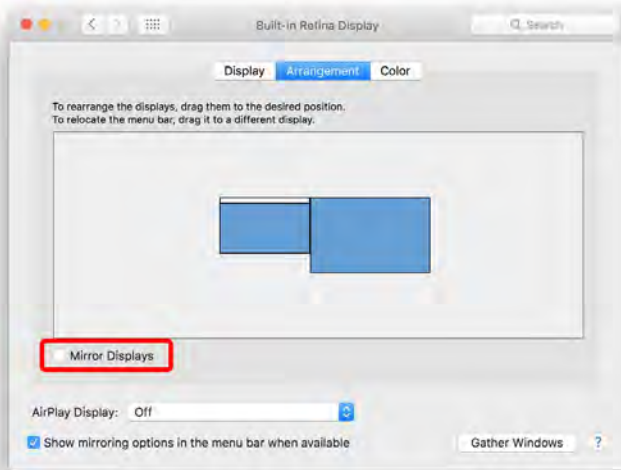 Built-in Retina Display
Search
Display Arrangement Color
To rearrange the displays, drag them to the desired position.
To relocate the menu bar, drag it to a different display.
Mirror Displays
AirPlay Display: Off
Show mirroring options in the menu bar when available
Gather Windows ?